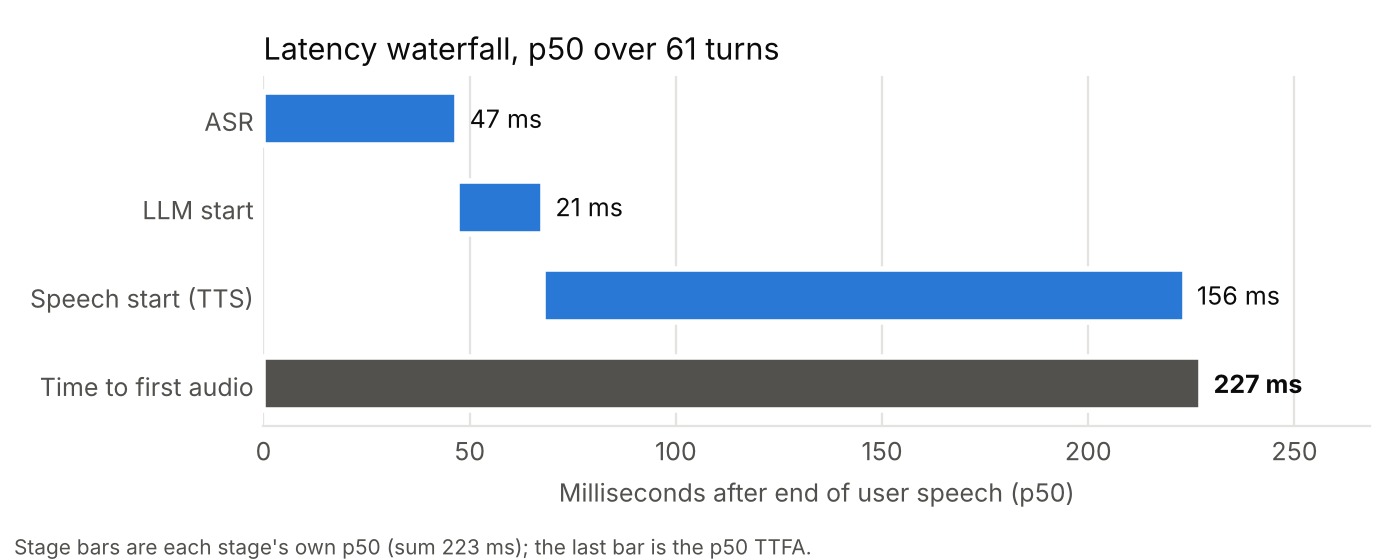 Latency waterfall, p50 over 61 turns
ASR
47 ms
LLM start
21 ms
Speech start (TTS)
156 ms
Time to first audio
227 ms
0 50 100 150 200 250
Milliseconds after end of user speech (p50)
Stage bars are each stage's own p50 (sum 223 ms); the last bar is the p50 TTFA.